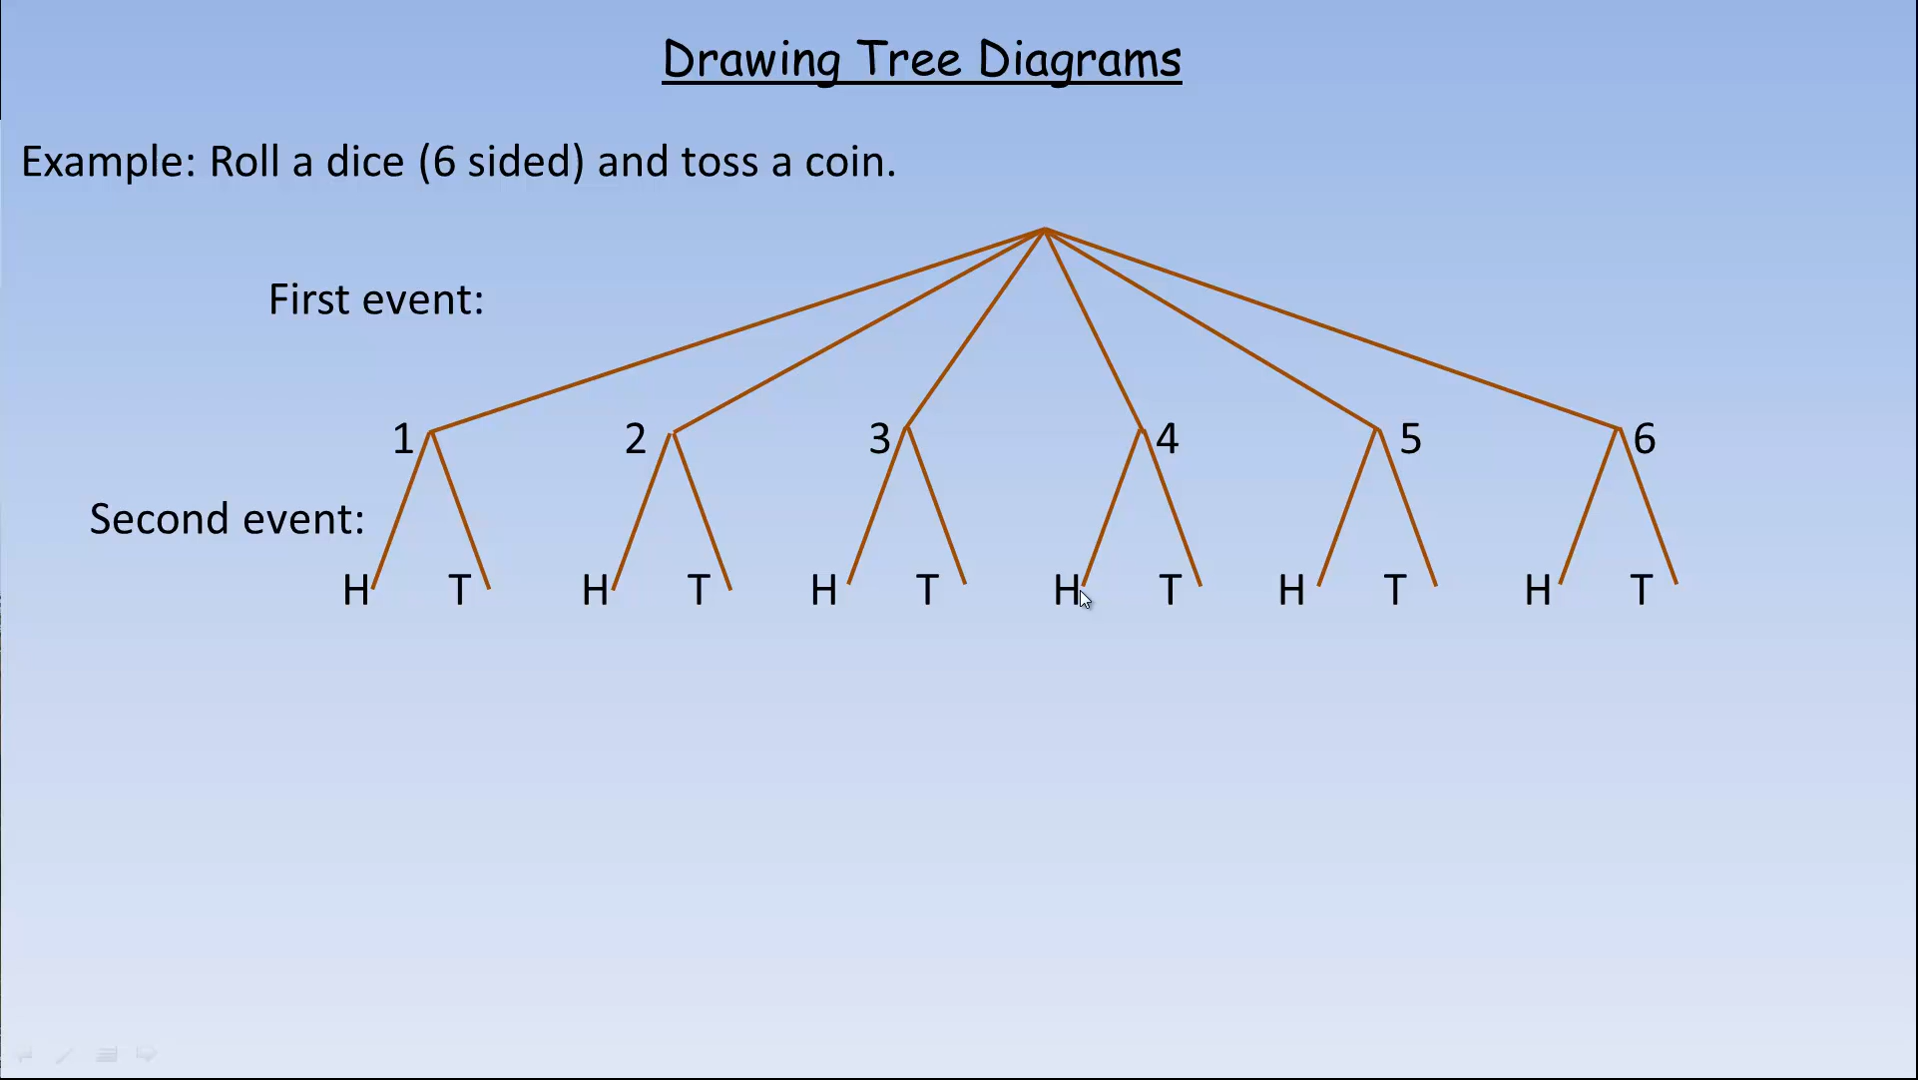 Drawing Tree Diagrams
Example: Roll a dice (6 sided) and toss a coin.
First event:
1 2 3 4 5 6
Second event:
H T H T H T H T H T H T